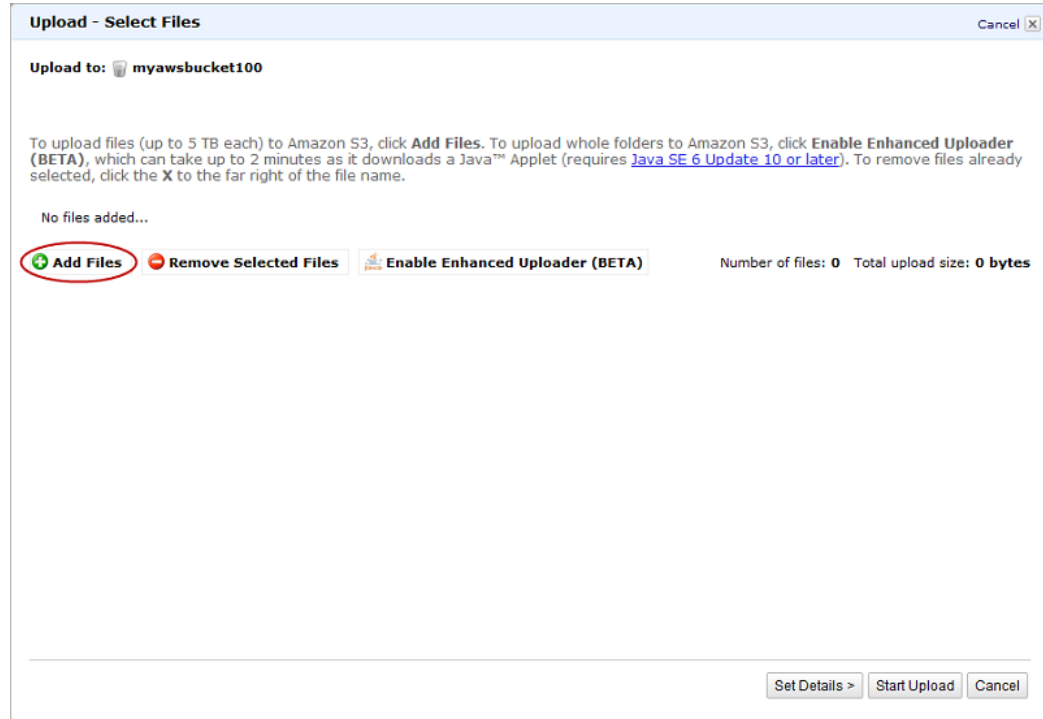 Upload - Select Files
Cancel
Upload to: myawsbucket100
To upload files (up to 5 TB each) to Amazon S3, click Add Files. To upload whole folders to Amazon S3, click Enable Enhanced Uploader
(BETA), which can take up to 2 minutes as it downloads a Java™ Applet (requires Java SE 6 Update 10 or later). To remove files already
selected, click the X to the far right of the file name.
No files added...
Add Files Remove Selected Files Enable Enhanced Uploader (BETA) Number of files: 0 Total upload size: 0 bytes
Set Details > Start Upload Cancel